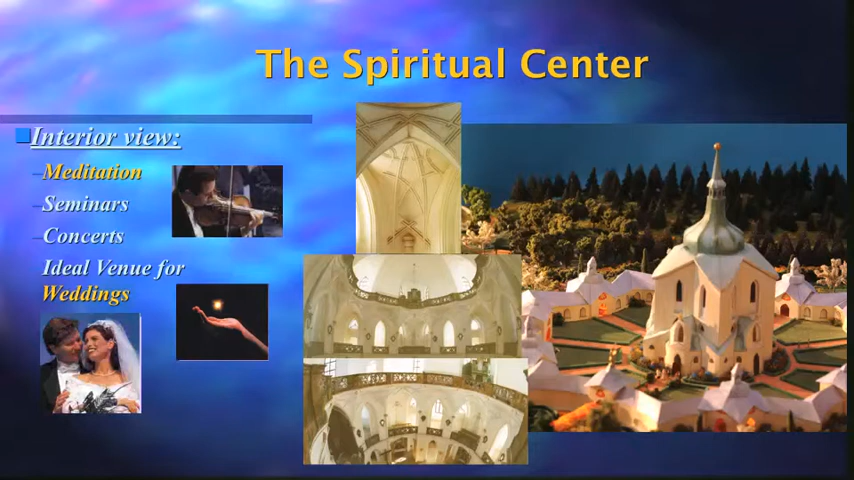 The Spiritual Center
Interior view:
–Meditation
–Seminars
–Concerts
Ideal Venue for
Weddings